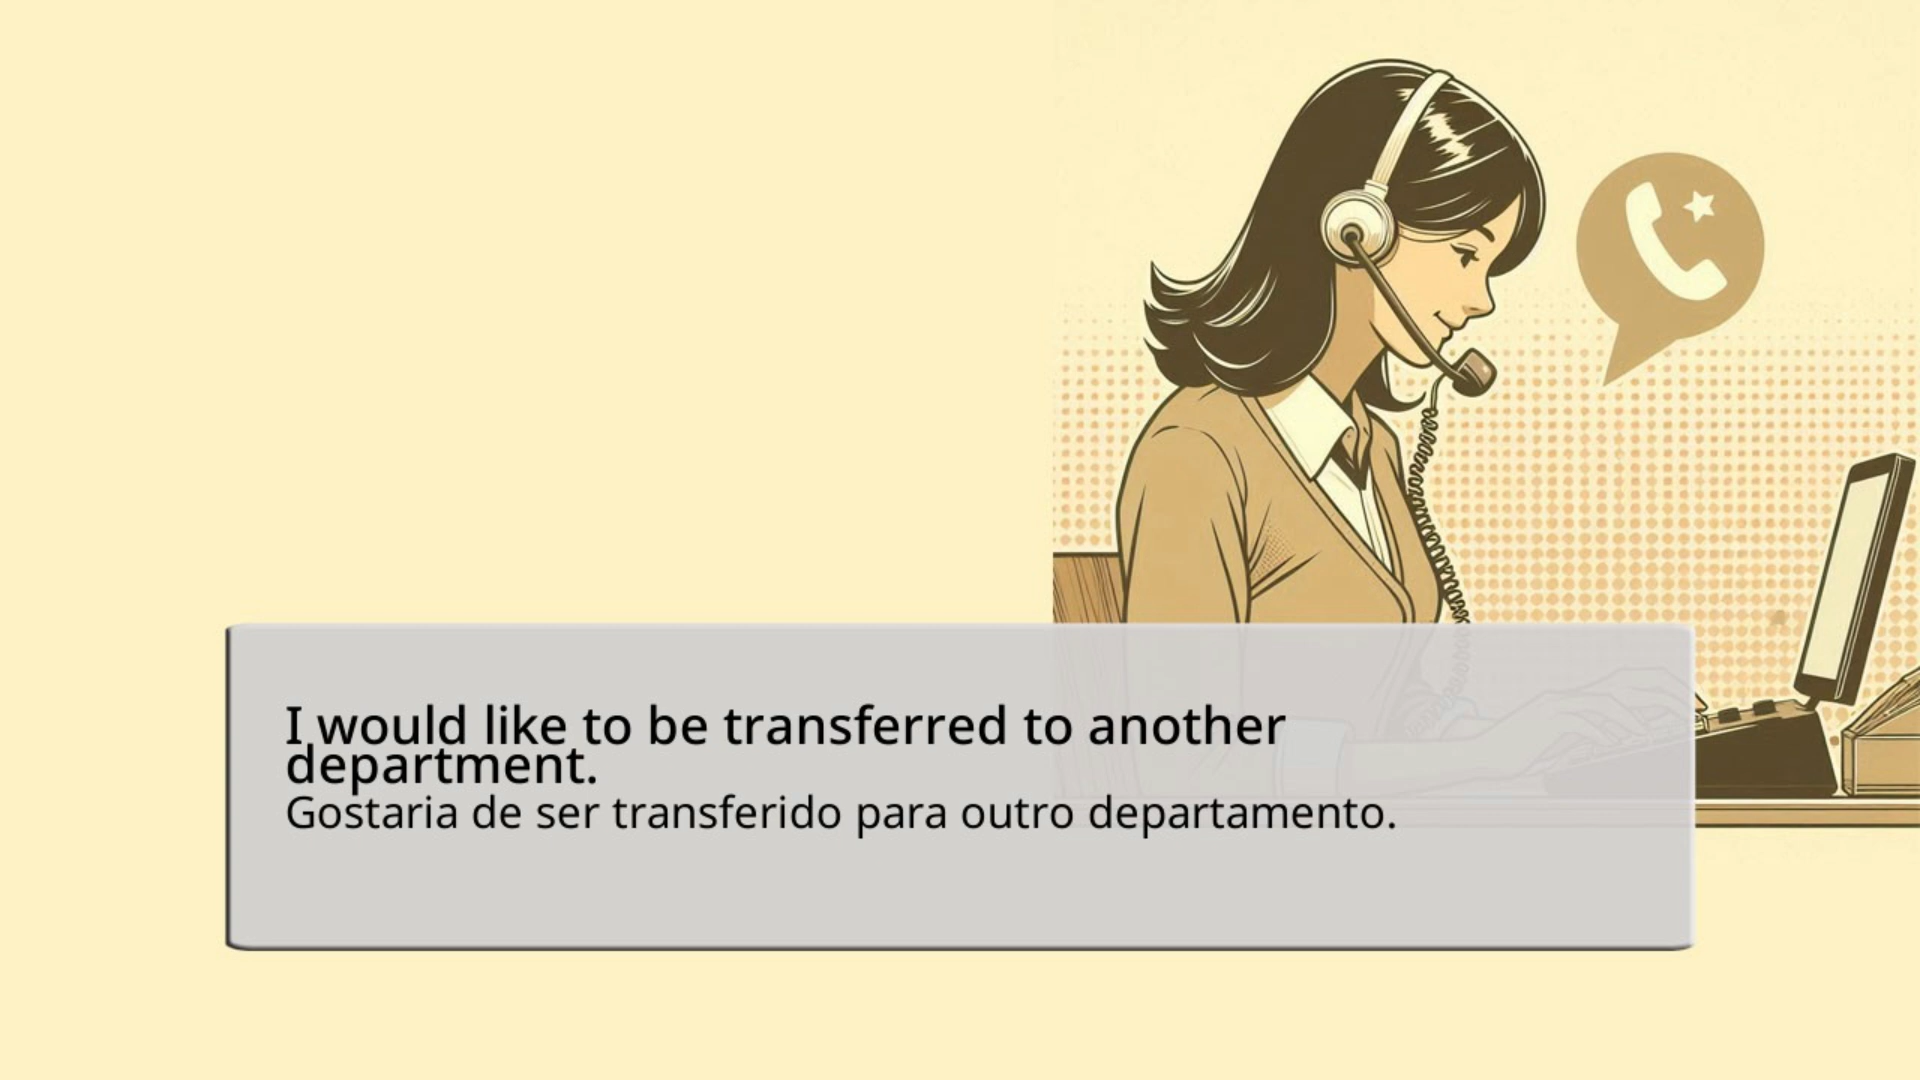 I would like to be transferred to another
department.
Gostaria de ser transferido para outro departamento.